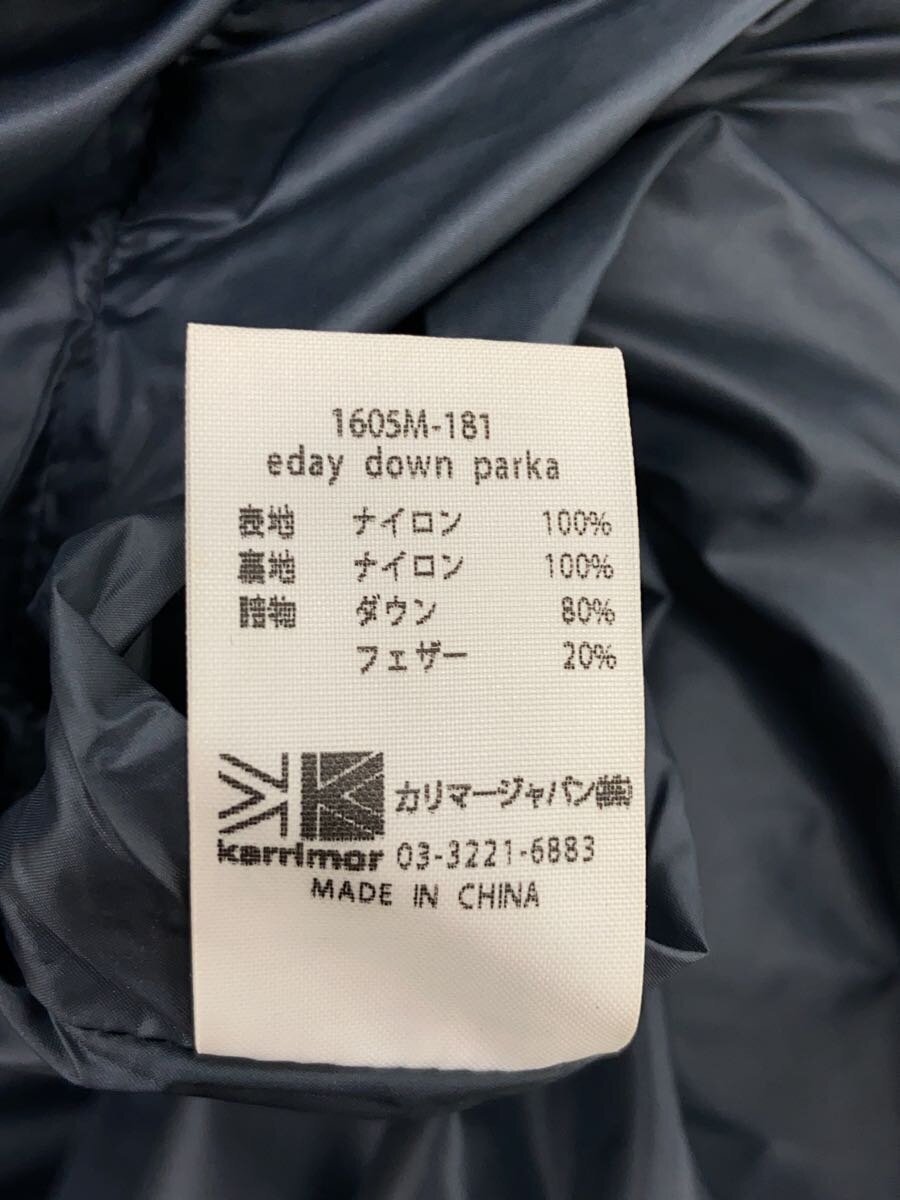 1605M-181
eday down parka
表地 ナイロン 100%
裏地 ナイロン 100%
詰物 ダウン 80%
フェザー 20%
karrimor カリマージャパン㈱
03-3221-6883
MADE IN CHINA